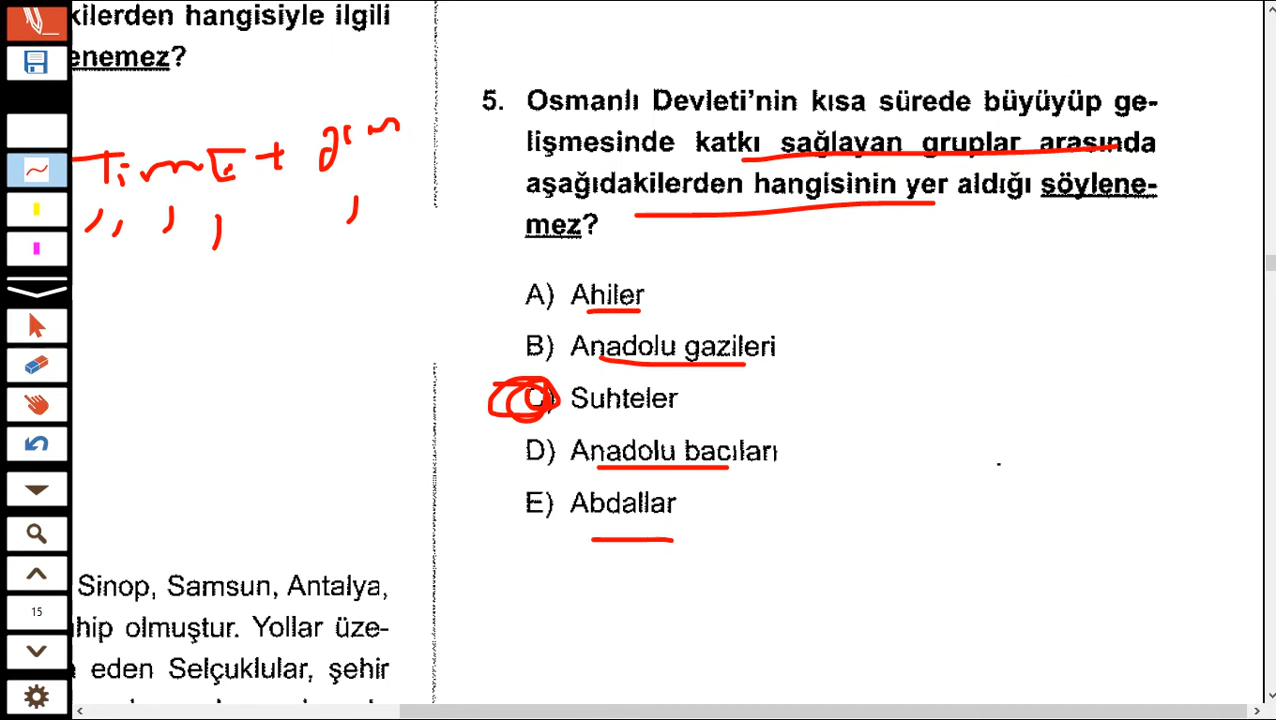 kilerden hangisiyle ilgili
enemez?
Tim
5. Osmanlı Devleti'nin kısa sürede büyüyüp ge-
lişmesinde katkı sağlayan gruplar arasında
aşağıdakilerden hangisinin yer aldığı söylene-
mez?
A) Ahiler
B) Anadolu gazileri
C) Suhteler
D) Anadolu bacıları
E) Abdallar
Sinop, Samsun, Antalya,
hip olmuştur. Yollar üze-
eden Selçuklular, şehir
15